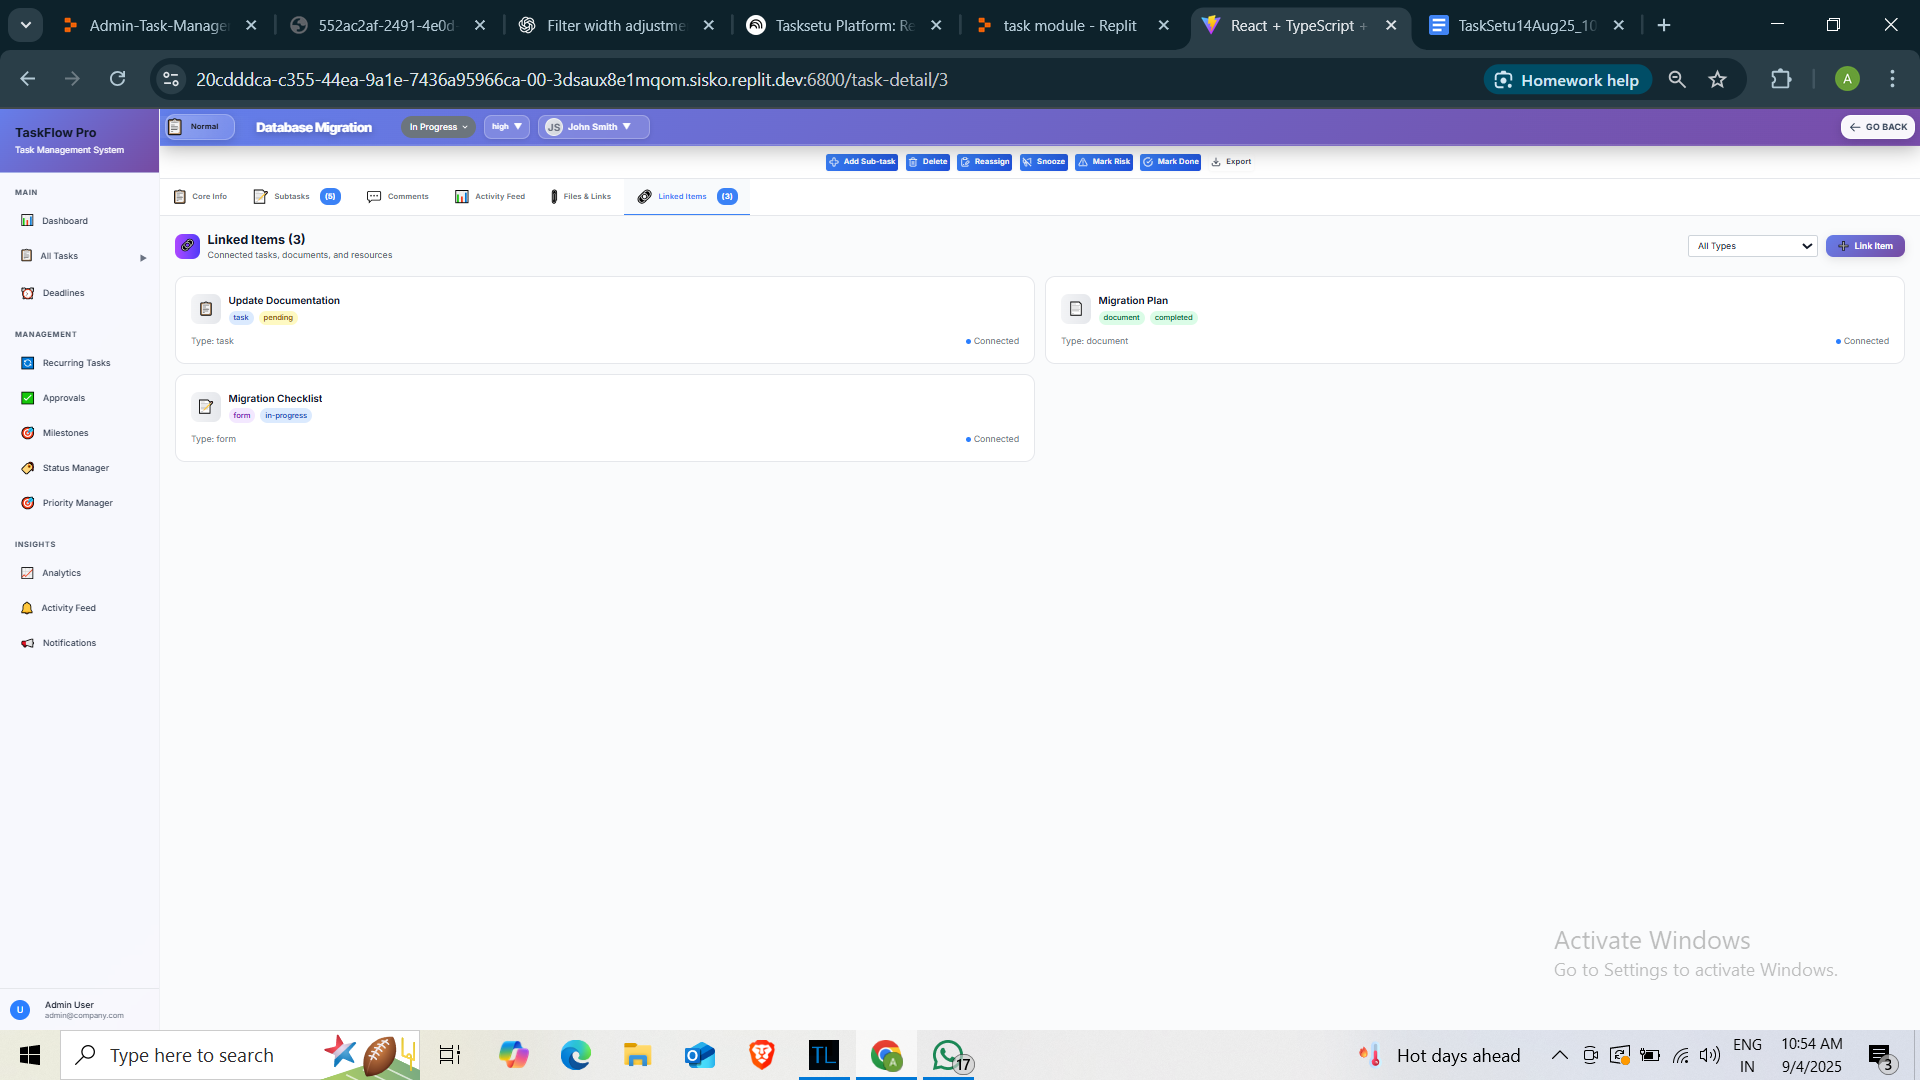 Admin-Task-Manage
552ac2af-2491-4e0d-
Filter width adjustme
Tasksetu Platform: Re
task module - Replit
React + TypeScript +
TaskSetu14Aug25_10
20cdddca-c355-44ea-9a1e-7436a95966ca-00-3dsaux8e1mqom.sisko.replit.dev:6800/task-detail/3
Homework help
A
TaskFlow Pro
Task Management System
Normal
Database Migration
In Progress
high
JS John Smith
GO BACK
Add Sub-task
Delete
Reassign
Snooze
Mark Risk
Mark Done
Export
MAIN
Dashboard
All Tasks
Deadlines
MANAGEMENT
Recurring Tasks
Approvals
Milestones
Status Manager
Priority Manager
INSIGHTS
Analytics
Activity Feed
Notifications
Core Info
Subtasks (5)
Comments
Activity Feed
Files & Links
Linked Items (3)
Linked Items (3)
Connected tasks, documents, and resources
All Types
Link Item
Update Documentation
task pending
Type: task
Connected
Migration Plan
document completed
Type: document
Connected
Migration Checklist
form in-progress
Type: form
Connected
Activate Windows
Go to Settings to activate Windows.
U
Admin User
admin@company.com
Type here to search
TL
A
17
Hot days ahead
ENG
IN
10:54 AM
9/4/2025
3